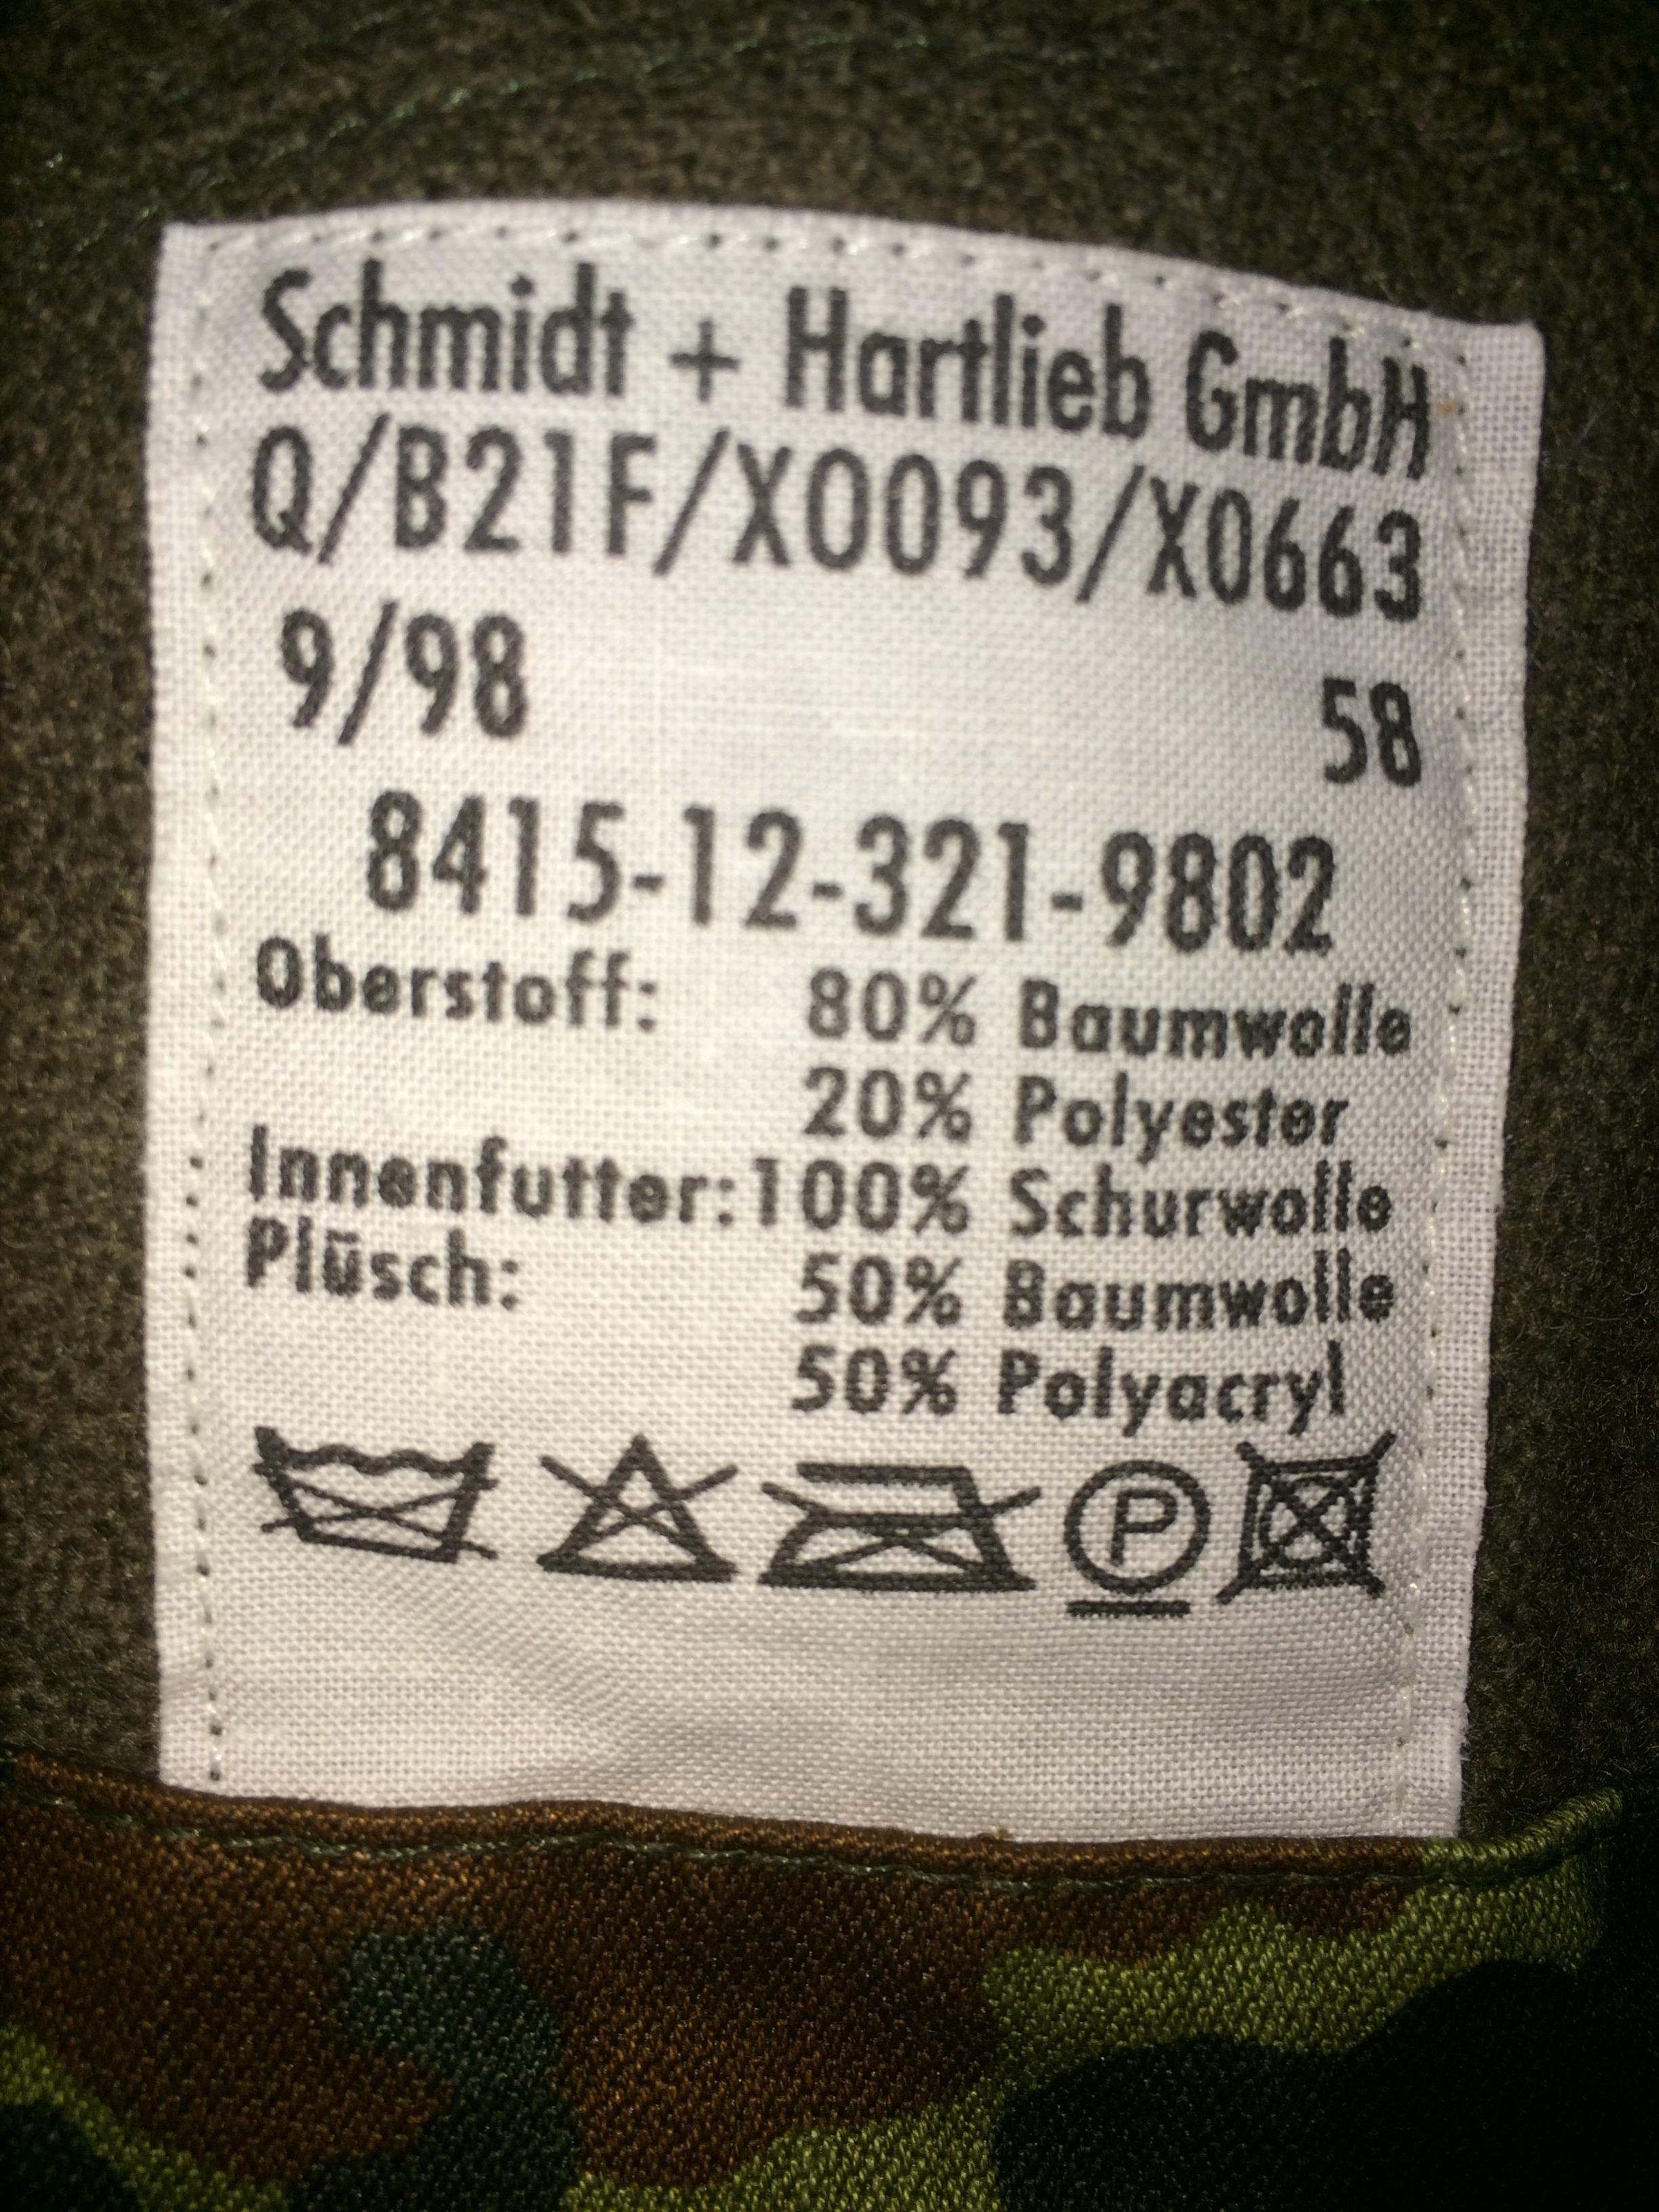 Schmidt + Hartlieb GmbH
Q/B21F/X0093/X0663
9/98 58
8415-12-321-9802
Oberstoff: 80% Baumwolle
20% Polyester
Innenfutter: 100% Schurwolle
Plüsch: 50% Baumwolle
50% Polyacryl
P